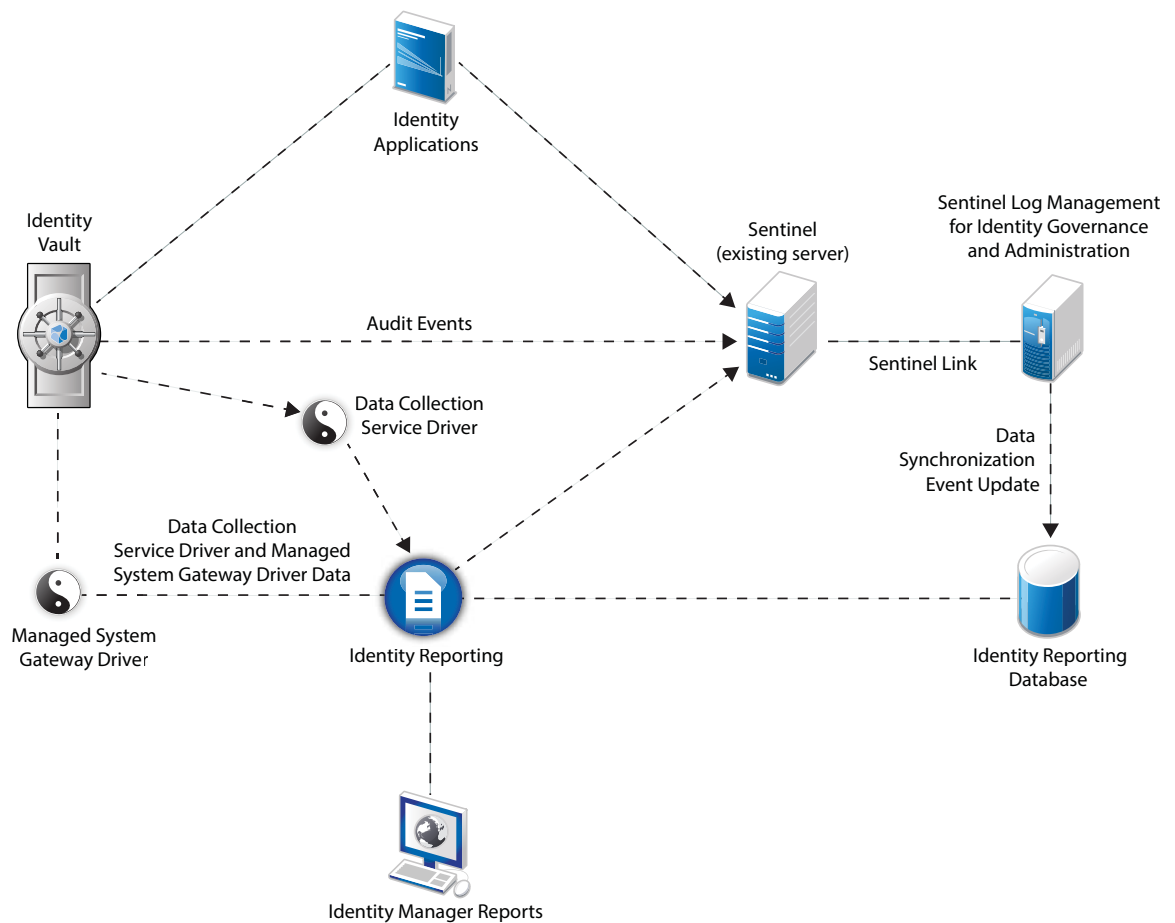 Identity
Applications
Identity
Vault
Sentinel
(existing server)
Sentinel Log Management
for Identity Governance
and Administration
Audit Events
Sentinel Link
Data Collection
Service Driver
Data
Synchronization
Event Update
Data Collection
Service Driver and Managed
System Gateway Driver Data
Managed System
Gateway Driver
Identity Reporting
Identity Reporting
Database
Identity Manager Reports